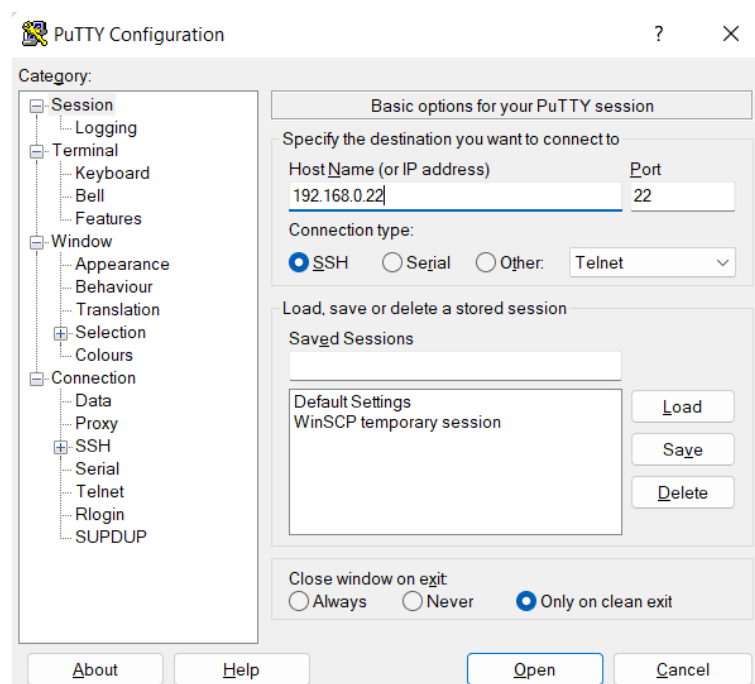 PuTTY Configuration ?
Category:
Session
Logging
Terminal
Keyboard
Bell
Features
Window
Appearance
Behaviour
Translation
Selection
Colours
Connection
Data
Proxy
SSH
Serial
Telnet
Rlogin
SUPDUP
Basic options for your PuTTY session
Specify the destination you want to connect to
Host Name (or IP address) Port
192.168.0.22 22
Connection type:
SSH Serial Other: Telnet
Load, save or delete a stored session
Saved Sessions
Default Settings
WinSCP temporary session
Load
Save
Delete
Close window on exit:
Always Never Only on clean exit
About Help Open Cancel